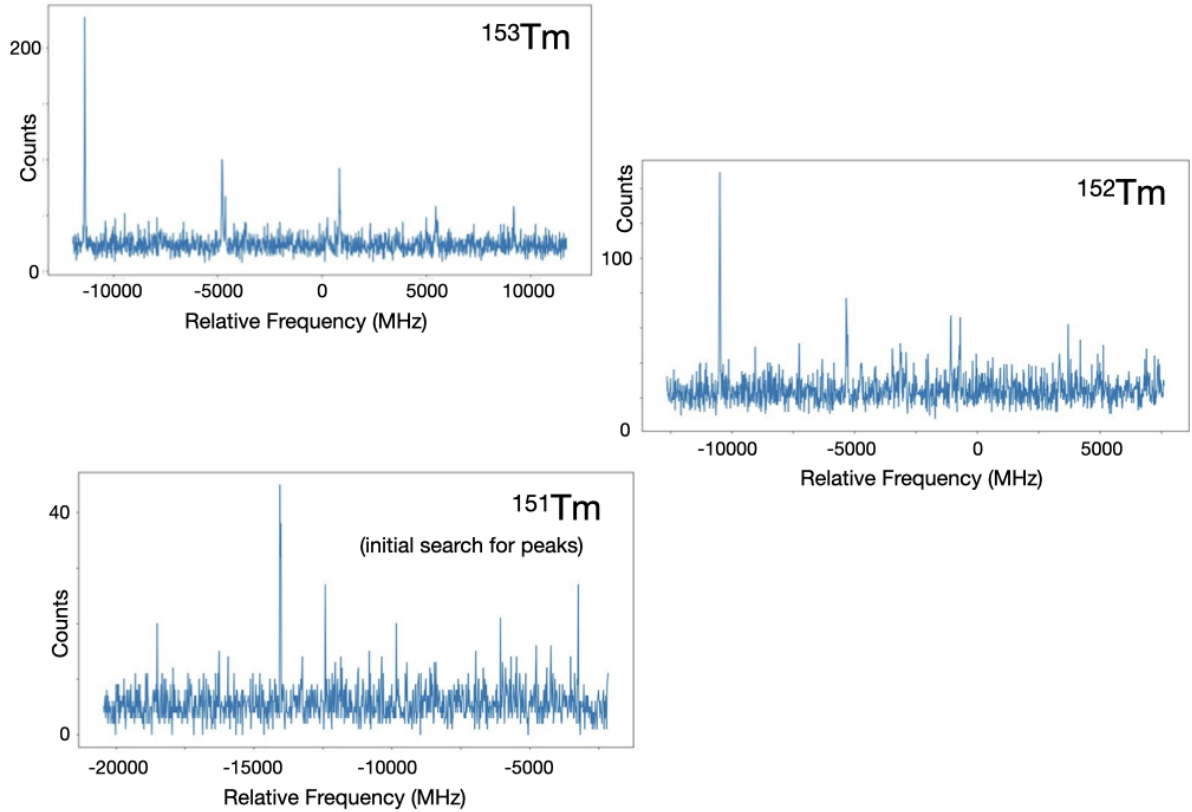 ¹⁵³Tm
200
Counts
0
-10000 -5000 0 5000 10000
Relative Frequency (MHz)
¹⁵²Tm
Counts
100
0
-10000 -5000 0 5000
Relative Frequency (MHz)
¹⁵¹Tm
(initial search for peaks)
40
Counts
0
-20000 -15000 -10000 -5000
Relative Frequency (MHz)